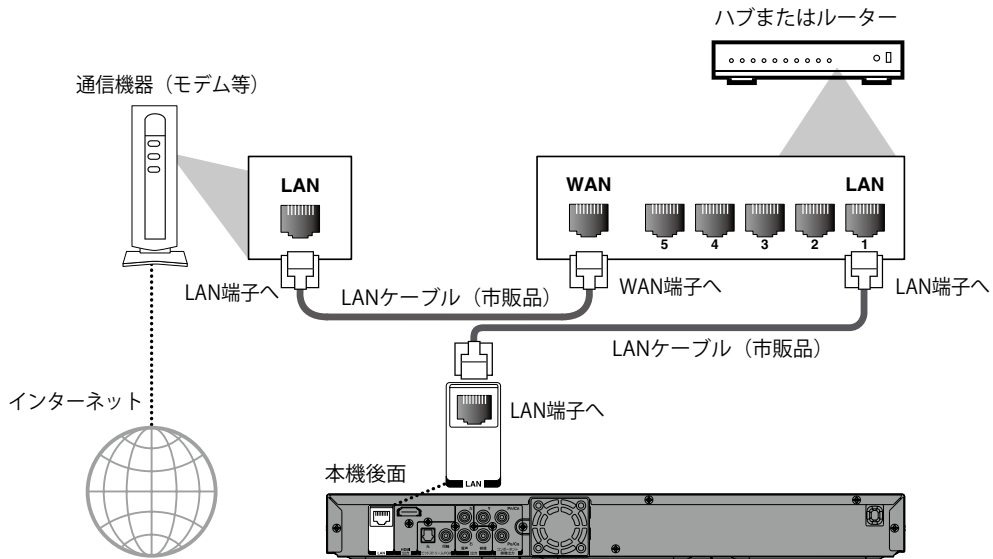 ハブまたはルーター
通信機器（モデム等）
LAN
WAN
LAN
5 4 3 2 1
LAN端子へ
LANケーブル（市販品）
WAN端子へ
LAN端子へ
LANケーブル（市販品）
LAN端子へ
インターネット
LAN
本機後面
LAN